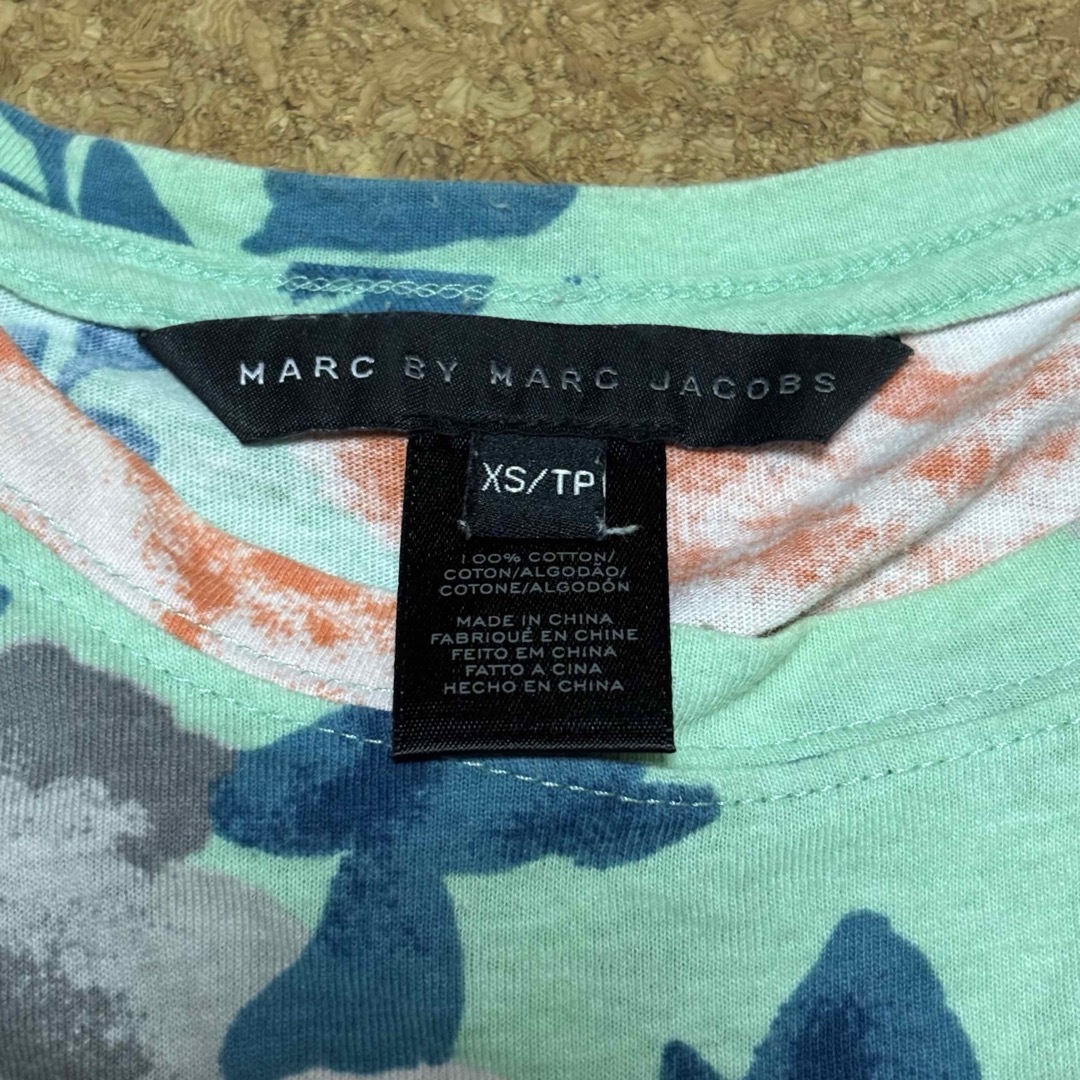 MARC BY MARC JACOBS
XS/TP
100% COTTON/
COTON/ALGODÃO/
COTONE/ALGODÓN
MADE IN CHINA
FABRIQUÉ EN CHINE
FEITO EM CHINA
FATTO A CINA
HECHO EN CHINA